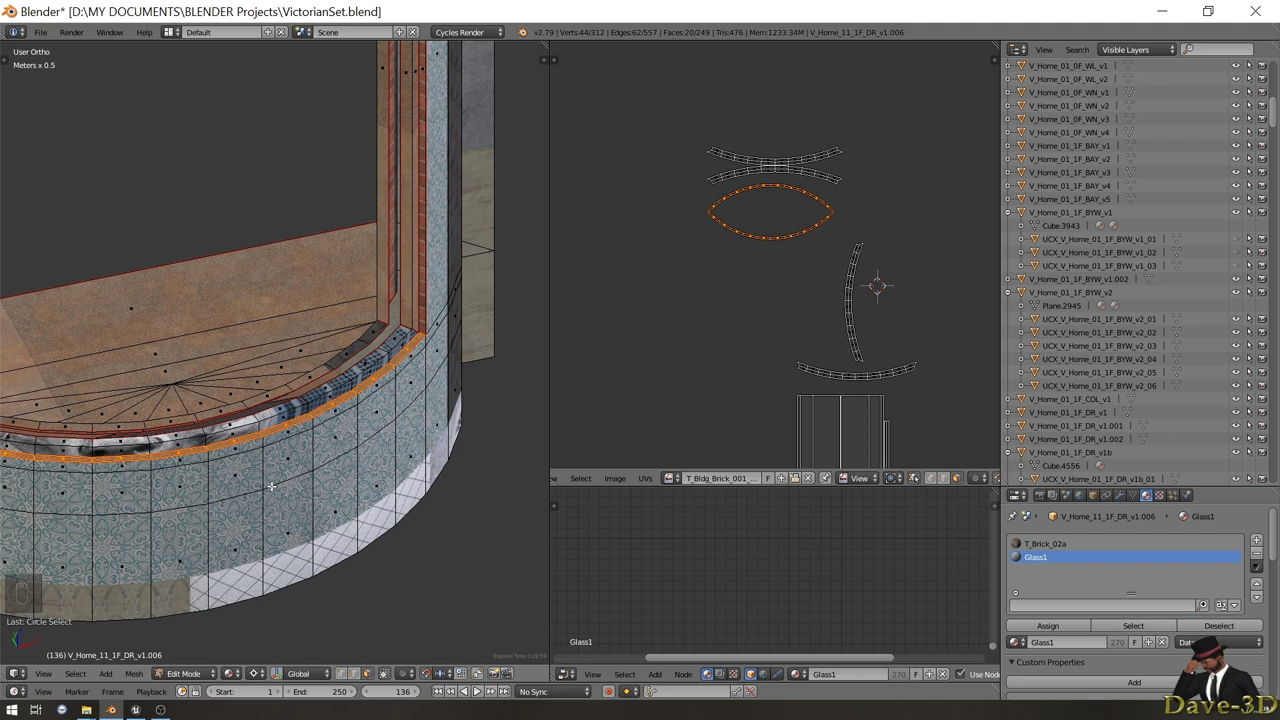 Blender* [D:\MY DOCUMENTS\BLENDER Projects\VictorianSet.blend]
File Render Window Help Default Scene Cycles Render v2.79 | Verts:44/312 | Edges:62/557 | Faces:20/249 | Tris:476 | Mem:1233.34M | V_Home_11_1F_DR_v1.006
View Search Visible Layers
User Ortho
Meters x 0.5
V_Home_01_0F_WL_v1
V_Home_01_0F_WL_v2
V_Home_01_0F_WN_v1
V_Home_01_0F_WN_v2
V_Home_01_0F_WN_v3
V_Home_01_0F_WN_v4
V_Home_01_1F_BAY_v1
V_Home_01_1F_BAY_v2
V_Home_01_1F_BAY_v3
V_Home_01_1F_BAY_v4
V_Home_01_1F_BAY_v5
V_Home_01_1F_BYW_v1
Cube.3943
UCX_V_Home_01_1F_BYW_v1_01
UCX_V_Home_01_1F_BYW_v1_02
UCX_V_Home_01_1F_BYW_v1_03
V_Home_01_1F_BYW_v1.002
V_Home_01_1F_BYW_v2
Plane.2945
UCX_V_Home_01_1F_BYW_v2_01
UCX_V_Home_01_1F_BYW_v2_02
UCX_V_Home_01_1F_BYW_v2_03
UCX_V_Home_01_1F_BYW_v2_04
UCX_V_Home_01_1F_BYW_v2_05
UCX_V_Home_01_1F_BYW_v2_06
V_Home_01_1F_COL_v1
V_Home_01_1F_DR_v1
V_Home_01_1F_DR_v1.001
V_Home_01_1F_DR_v1.002
V_Home_01_1F_DR_v1b
Cube.4556
UCX_V_Home_01_1F_DR_v1b_01
Select Image UVs T_Bldg_Brick_001_... F View
V_Home_11_1F_DR_v1.006 Glass1
T_Brick_02a
Glass1
Assign Select Deselect
Glass1 270 F
Custom Properties
Add
Last: Circle Select
(136) V_Home_11_1F_DR_v1.006
Glass1
View Select Add Mesh Edit Mode Global
View Select Add Node Glass1 270 F Use Nod
View Marker Frame Playback Start: 1 End: 250 136 No Sync
Dave-3D